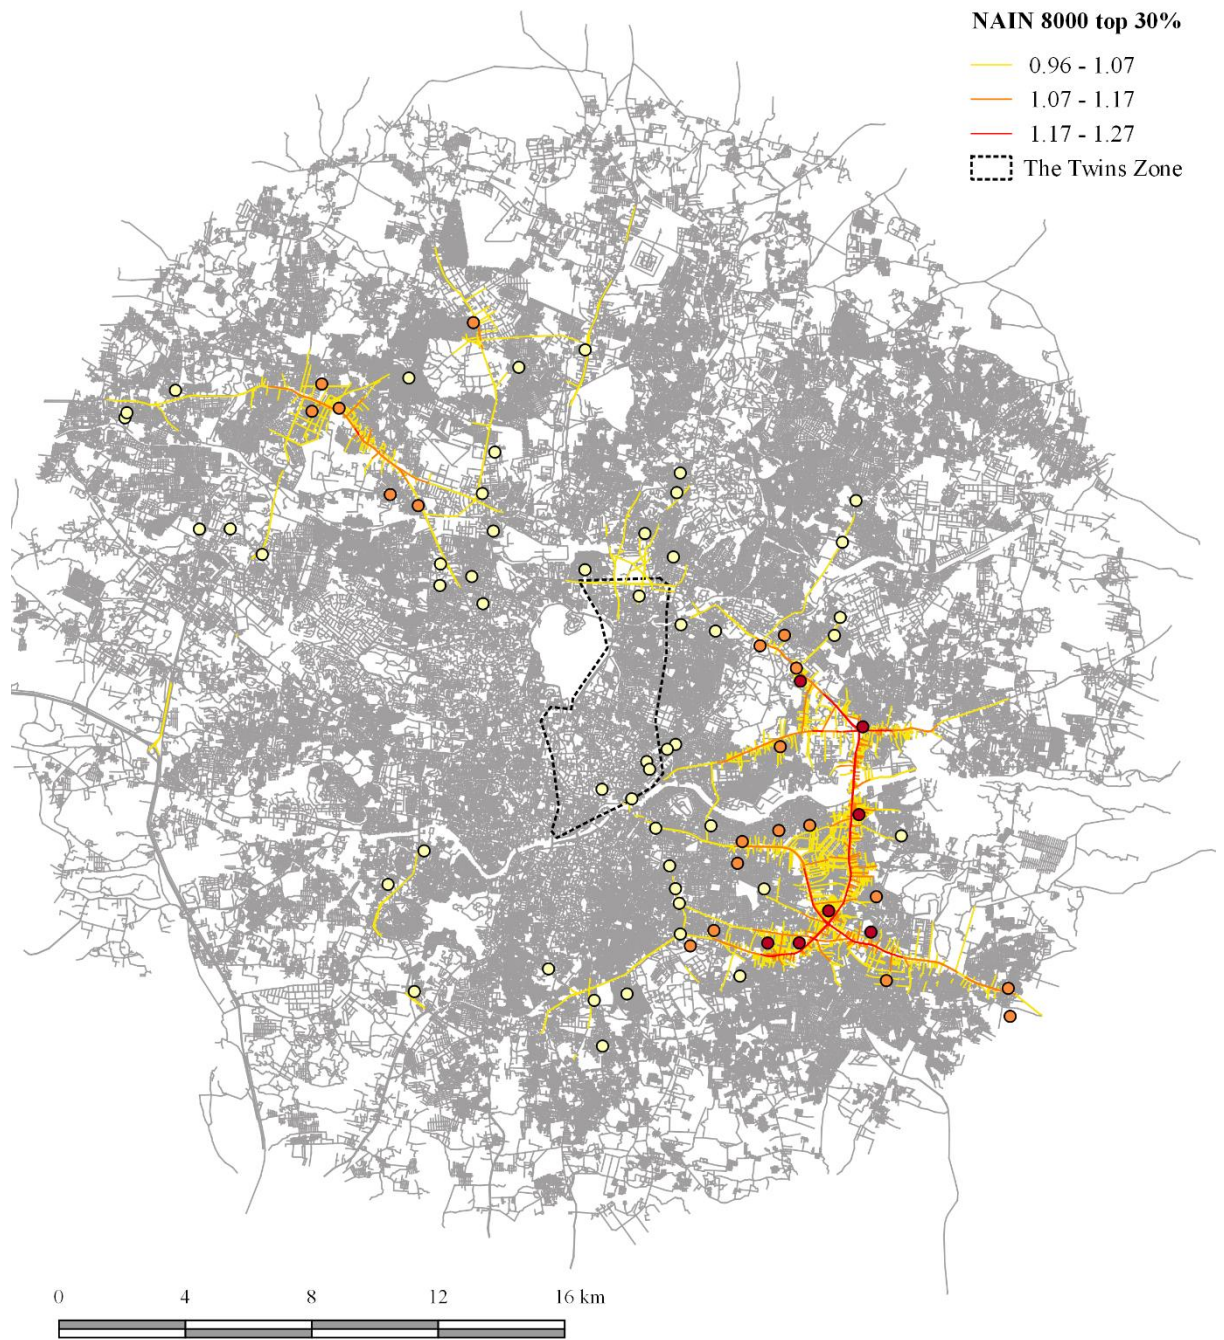 NAIN 8000 top 30%
0.96 - 1.07
1.07 - 1.17
1.17 - 1.27
The Twins Zone
0 4 8 12 16 km